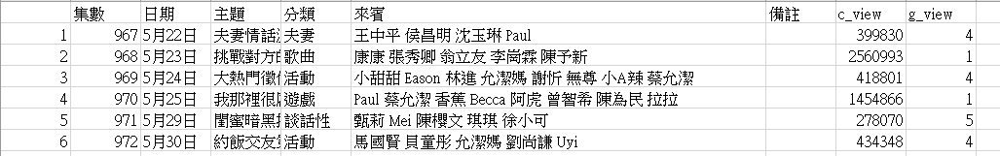 集數 日期 主題 分類 來賓 備註 c_view g_view
1 967 5月22日 夫妻情話 夫妻 王中平 侯昌明 沈玉琳 Paul 399830 4
2 968 5月23日 挑戰對方的 歌曲 康康 張秀卿 翁立友 李崗霖 陳予新 2560993 1
3 969 5月24日 大熱門徵 活動 小甜甜 Eason 林進 允潔媽 謝忻 無尊 小A辣 蔡允潔 418801 4
4 970 5月25日 我那裡很 遊戲 Paul 蔡允潔 香蕉 Becca 阿虎 曾智希 陳為民 拉拉 1454866 1
5 971 5月29日 閨蜜暗黑 談話性 甄莉 Mei 陳櫻文 琪琪 徐小可 278070 5
6 972 5月30日 約飯交友 活動 馬國賢 貝童彤 允潔媽 劉尚謙 Uyi 434348 4